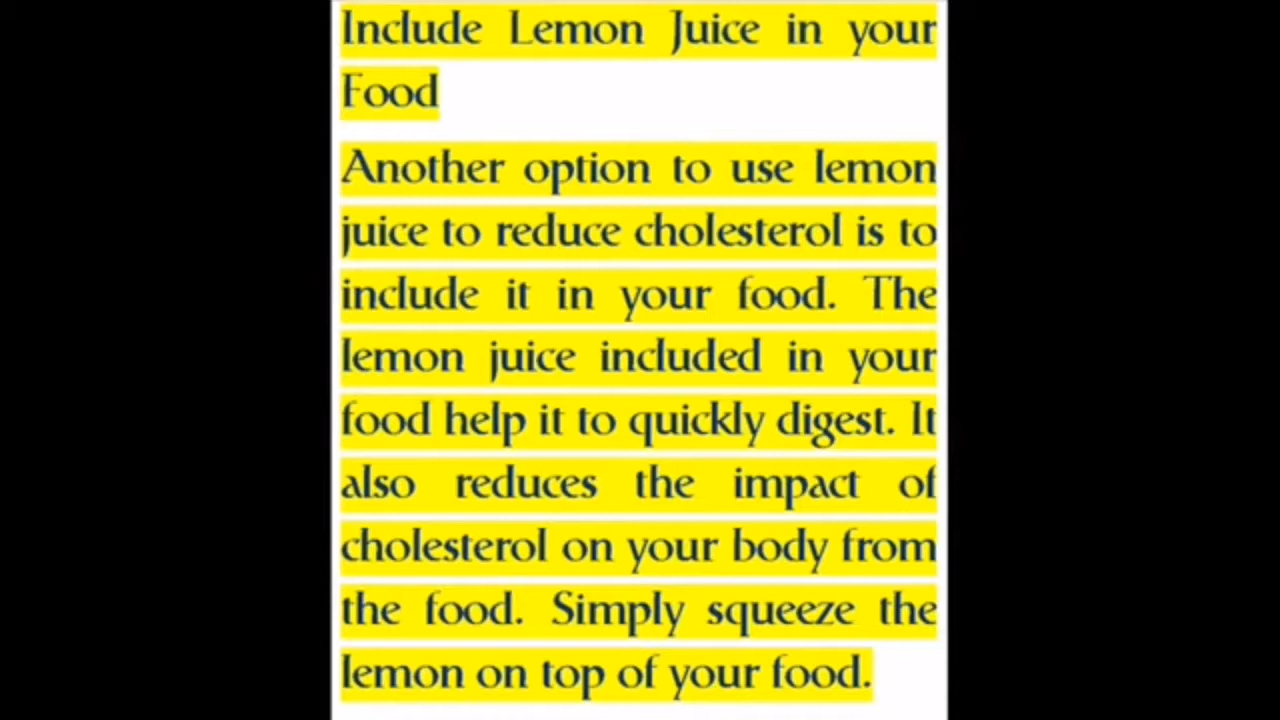 Include Lemon Juice in your
Food
Another option to use lemon
juice to reduce cholesterol is to
include it in your food. The
lemon juice included in your
food help it to quickly digest. It
also reduces the impact of
cholesterol on your body from
the food. Simply squeeze the
lemon on top of your food.